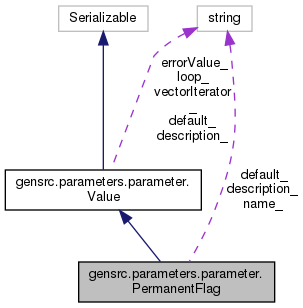 Serializable
string
errorValue_
loop_
vectorIterator
_
default_
description_
gensrc.parameters.parameter.
Value
default_
description_
name_
gensrc.parameters.parameter.
PermanentFlag